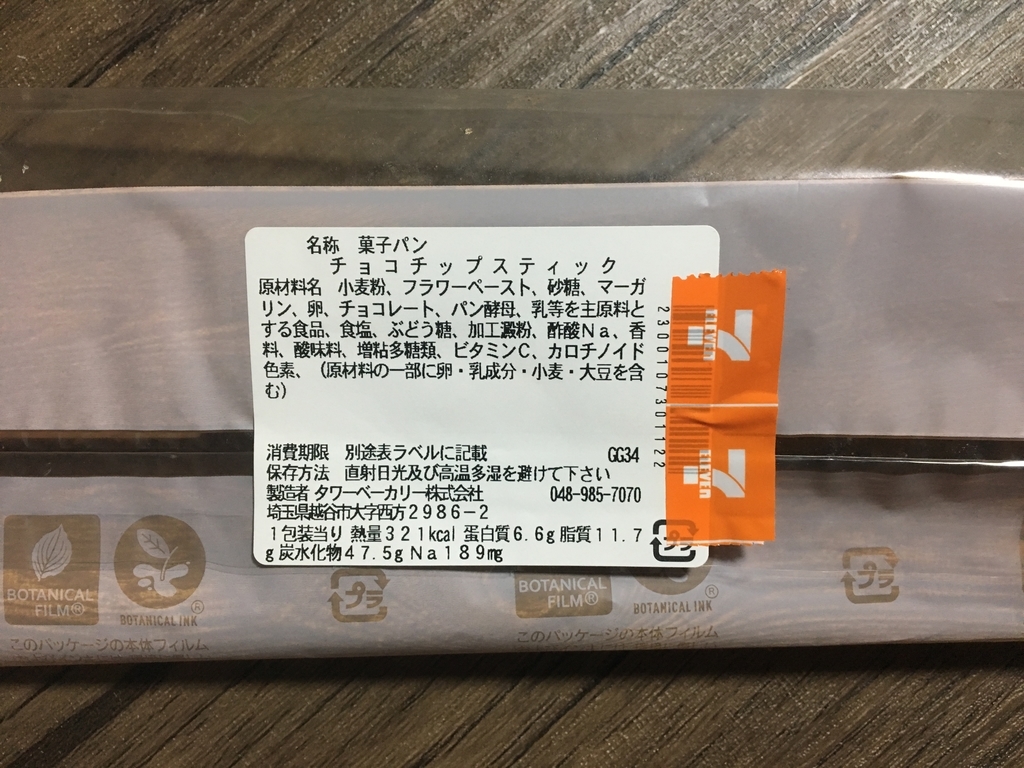 名称 菓子パン
チョコチップスティック
原材料名 小麦粉、フラワーペースト、砂糖、マーガ
リン、卵、チョコレート、パン酵母、乳等を主原料と
する食品、食塩、ぶどう糖、加工澱粉、酢酸Na、香
料、酸味料、増粘多糖類、ビタミンC、カロチノイド
色素、(原材料の一部に卵・乳成分・小麦・大豆を含
む)
消費期限 別途表ラベルに記載 GG34
保存方法 直射日光及び高温多湿を避けて下さい
製造者 タワーベーカリー株式会社 048-985-7070
埼玉県越谷市大字西方2986-2
1包装当り 熱量321kcal 蛋白質6.6g 脂質11.7
g 炭水化物47.5g Na189mg
2300107301122
7 ELEVEN
7 ELEVEN
プラ
BOTANICAL
FILM®
BOTANICAL INK ®
プラ
BOTANICAL
FILM®
BOTANICAL INK ®
プラ
このパッケージの本体フィルム
このパッケージの本体フィルム